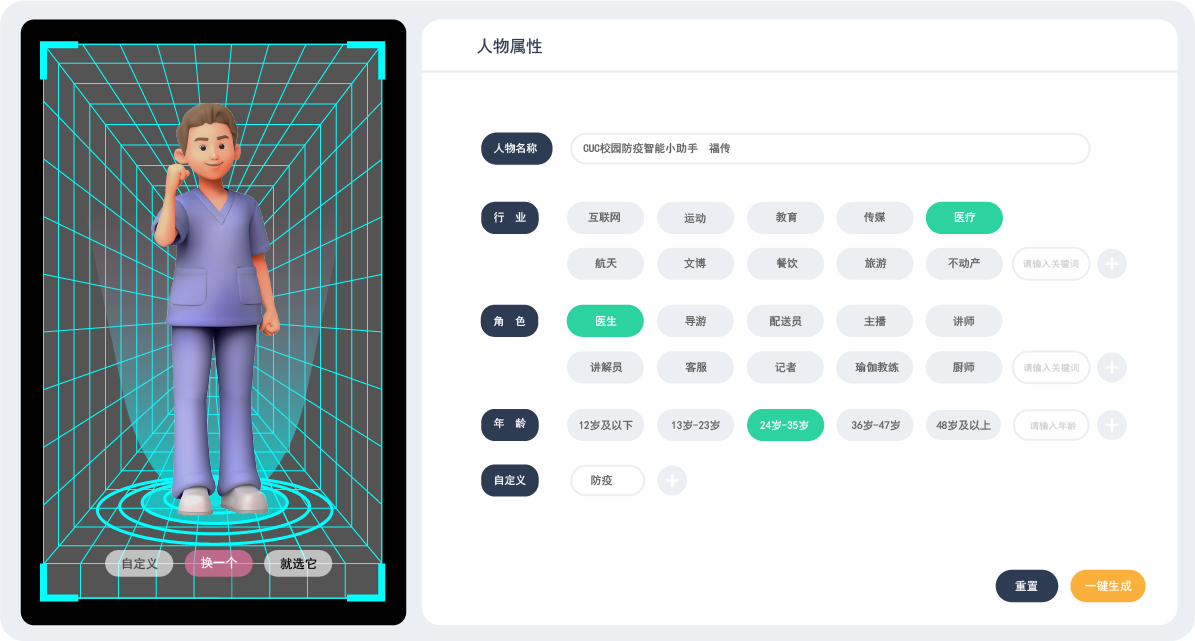 人物属性
人物名称 CUC校园防疫智能小助手 福传
行 业 互联网 运动 教育 传媒 医疗
航天 文博 餐饮 旅游 不动产 请输入关键词
角 色 医生 导游 配送员 主播 讲师
讲解员 客服 记者 瑜伽教练 厨师 请输入关键词
年 龄 12岁及以下 13岁-23岁 24岁-35岁 36岁-47岁 48岁及以上 请输入年龄
自定义 防疫
自定义 换一个 就选它
重置 一键生成